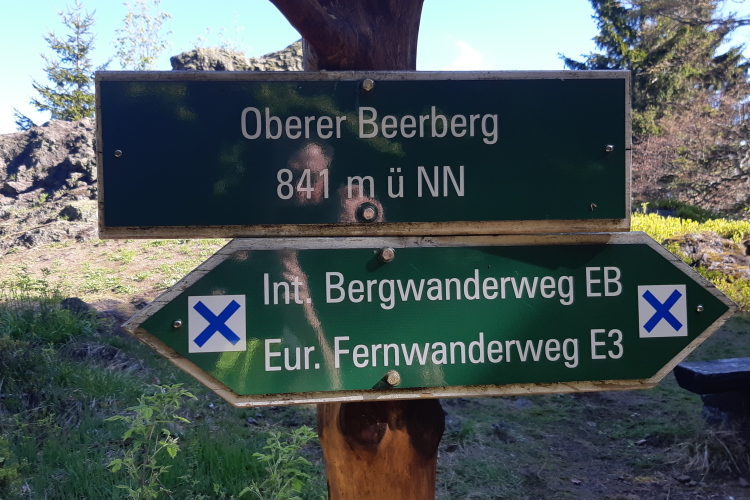 Oberer Beerberg
841 m ü NN
Int. Bergwanderweg EB
Eur. Fernwanderweg E3